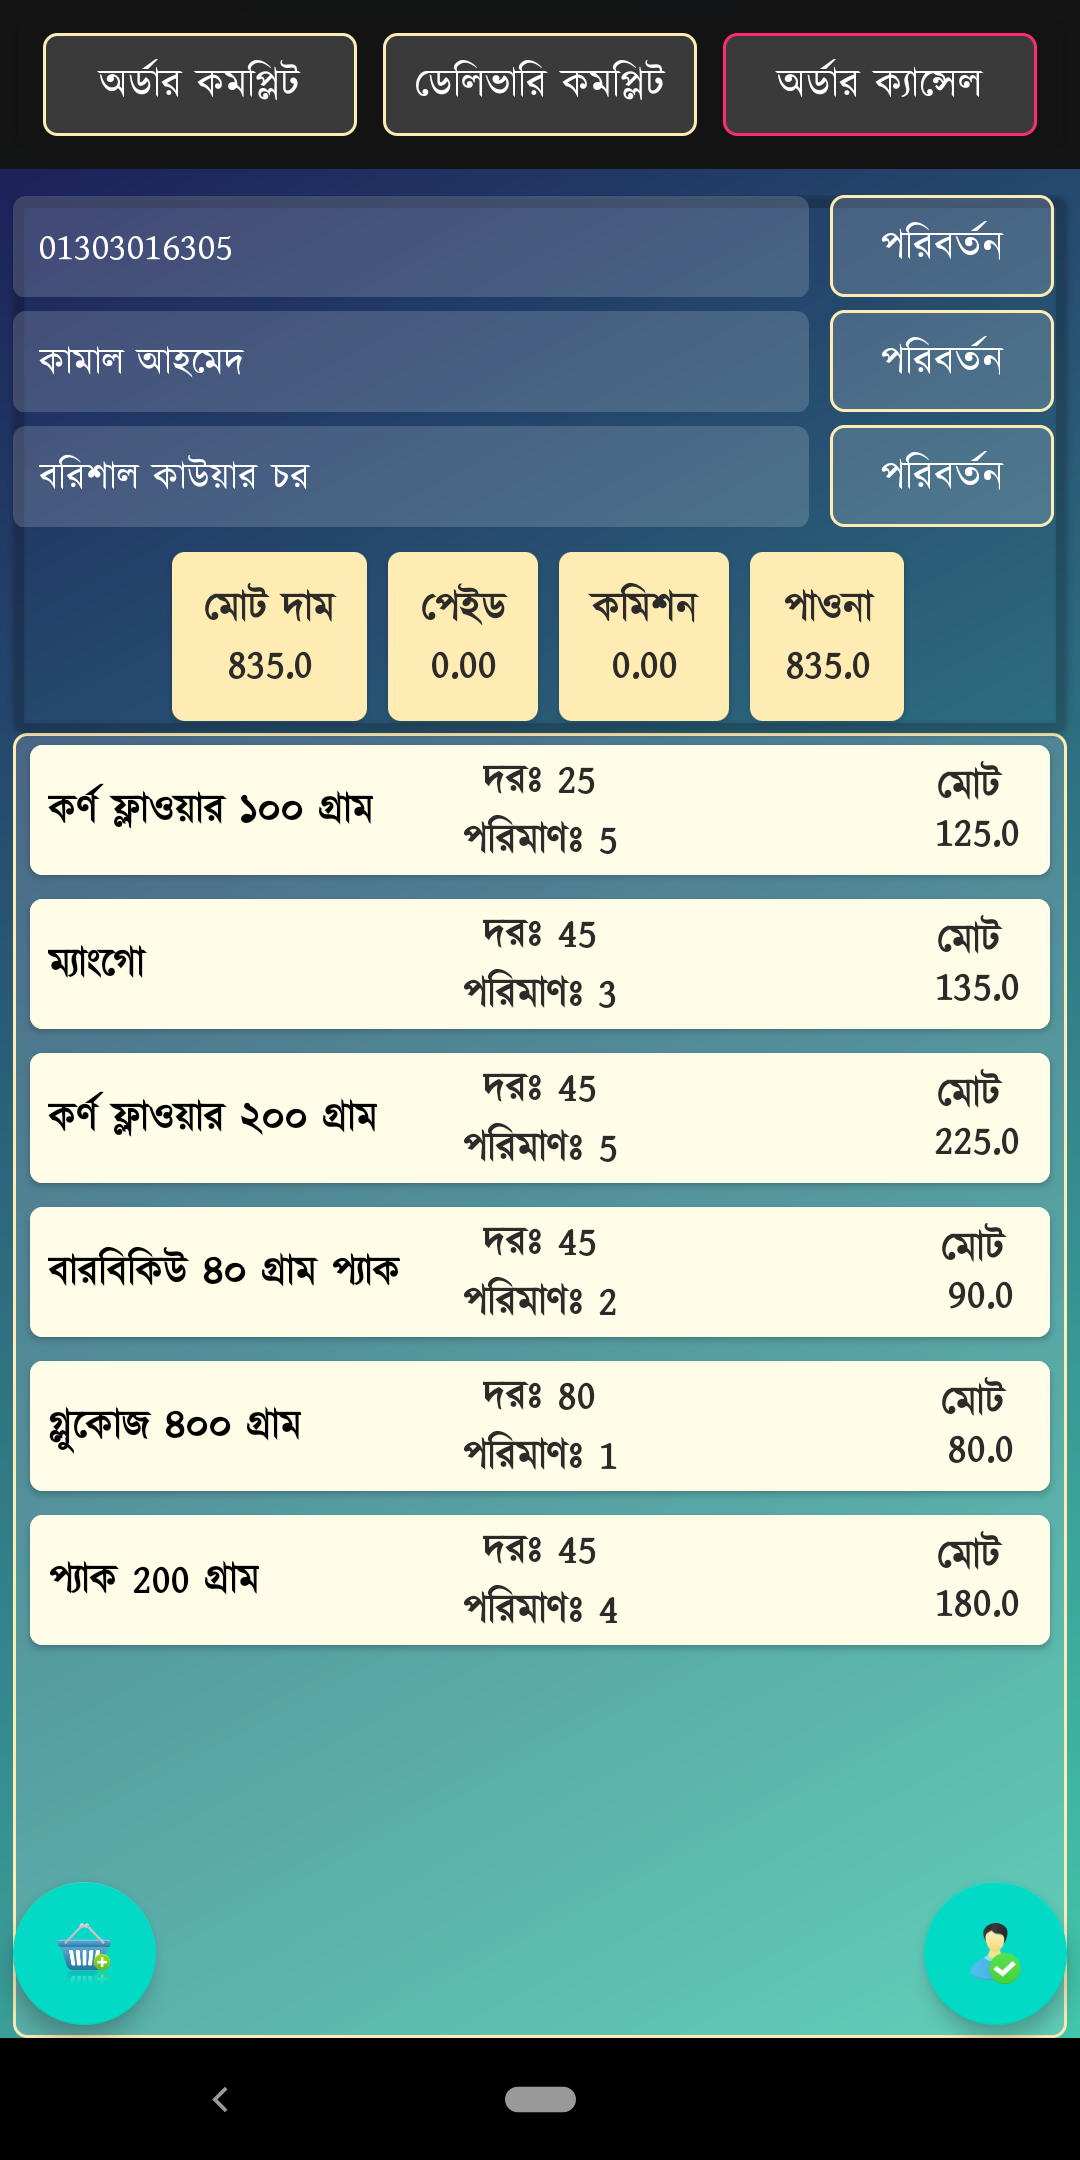 অর্ডার কমপ্লিট
ডেলিভারি কমপ্লিট
অর্ডার ক্যান্সেল
01303016305
পরিবর্তন
কামাল আহমেদ
পরিবর্তন
বরিশাল কাউয়ার চর
পরিবর্তন
মোট দাম
835.0
পেইড
0.00
কমিশন
0.00
পাওনা
835.0
কর্ণ ফ্লাওয়ার ১০০ গ্রাম
দরঃ 25
পরিমাণঃ 5
মোট
125.0
ম্যাংগো
দরঃ 45
পরিমাণঃ 3
মোট
135.0
কর্ণ ফ্লাওয়ার ২০০ গ্রাম
দরঃ 45
পরিমাণঃ 5
মোট
225.0
বারবিকিউ ৪০ গ্রাম প্যাক
দরঃ 45
পরিমাণঃ 2
মোট
90.0
গ্লুকোজ ৪০০ গ্রাম
দরঃ 80
পরিমাণঃ 1
মোট
80.0
প্যাক 200 গ্রাম
দরঃ 45
পরিমাণঃ 4
মোট
180.0